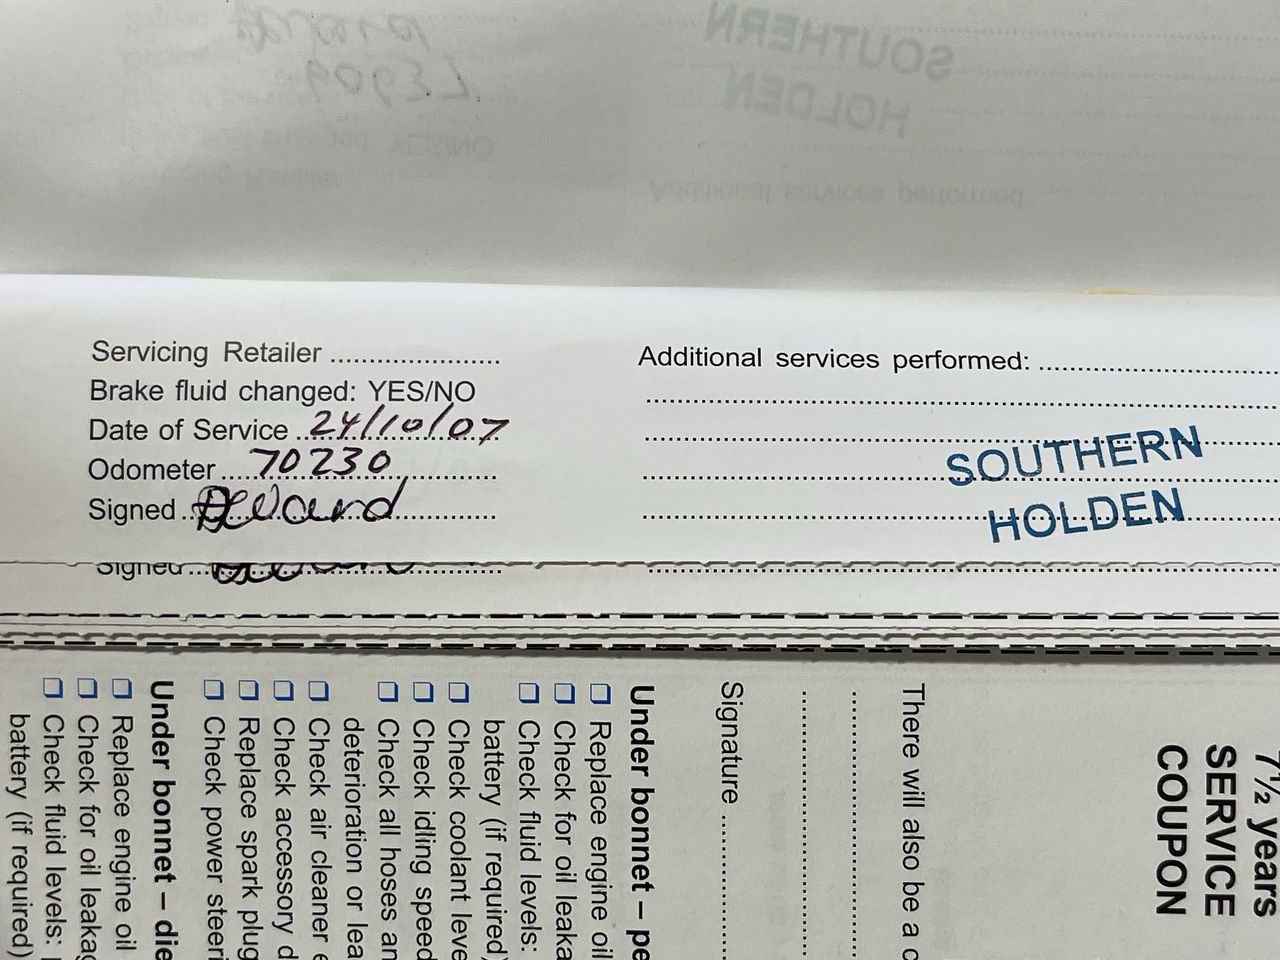 Servicing Retailer ......................
Brake fluid changed: YES/NO
Date of Service ... 24/10/07
Odometer .... 70230
Signed ..
Additional services performed: ...............................
SOUTHERN
HOLDEN
Signed ...
7½ years
SERVICE
COUPON
There will also be a c
Signature ..................
Under bonnet – pe
❑ Replace engine oil
❑ Check for oil leaka
❑ Check fluid levels:
battery (if required)
❑ Check coolant leve
❑ Check idling speed
❑ Check all hoses an
deterioration or lea
❑ Check air cleaner e
❑ Check accessory d
❑ Replace spark plug
❑ Check power steeri
Under bonnet – die
❑ Replace engine oil
❑ Check for oil leakag
❑ Check fluid levels:
battery (if required)